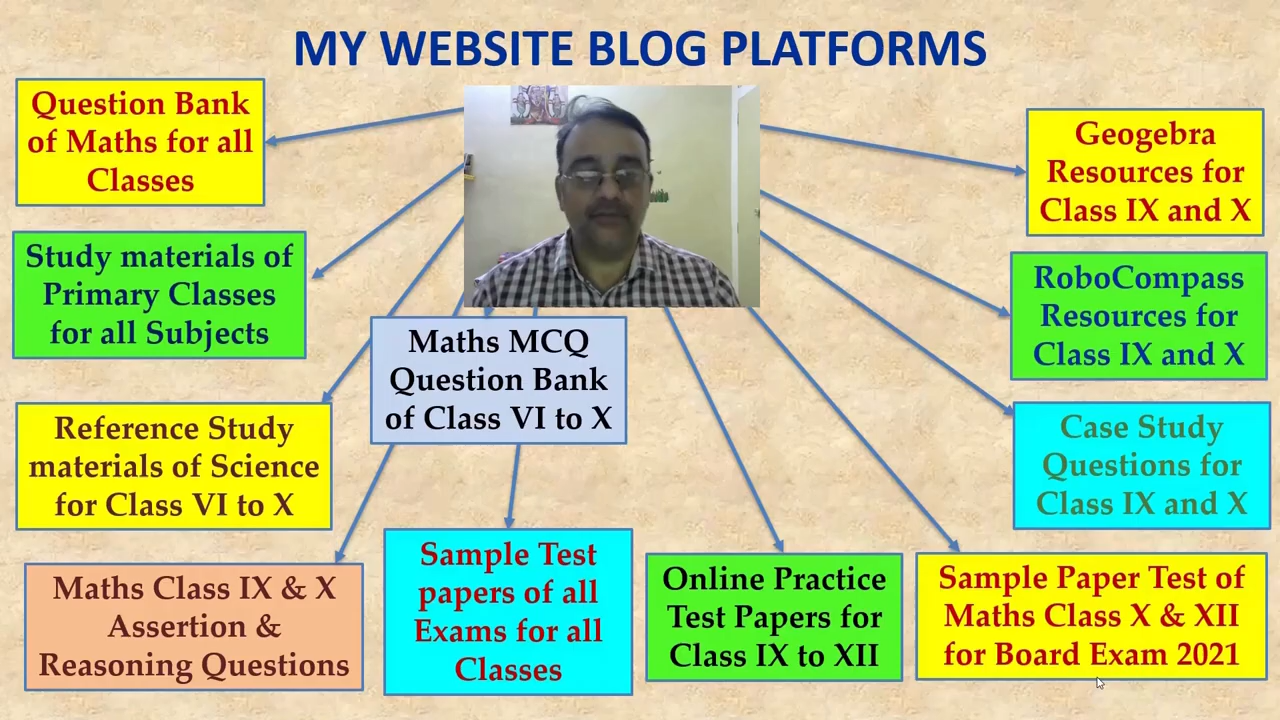 MY WEBSITE BLOG PLATFORMS
Question Bank
of Maths for all
Classes
Study materials of
Primary Classes
for all Subjects
Reference Study
materials of Science
for Class VI to X
Maths Class IX & X
Assertion &
Reasoning Questions
Maths MCQ
Question Bank
of Class VI to X
Sample Test
papers of all
Exams for all
Classes
Online Practice
Test Papers for
Class IX to XII
Sample Paper Test of
Maths Class X & XII
for Board Exam 2021
Geogebra
Resources for
Class IX and X
RoboCompass
Resources for
Class IX and X
Case Study
Questions for
Class IX and X